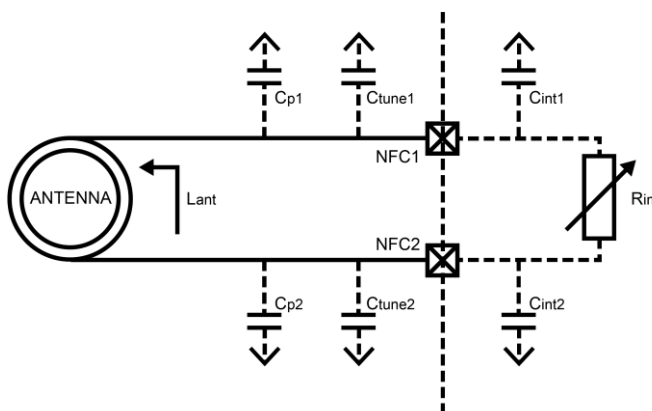 Cp1
Ctune1
Cint1
NFC1
ANTENNA
Lant
Rin
NFC2
Cp2
Ctune2
Cint2